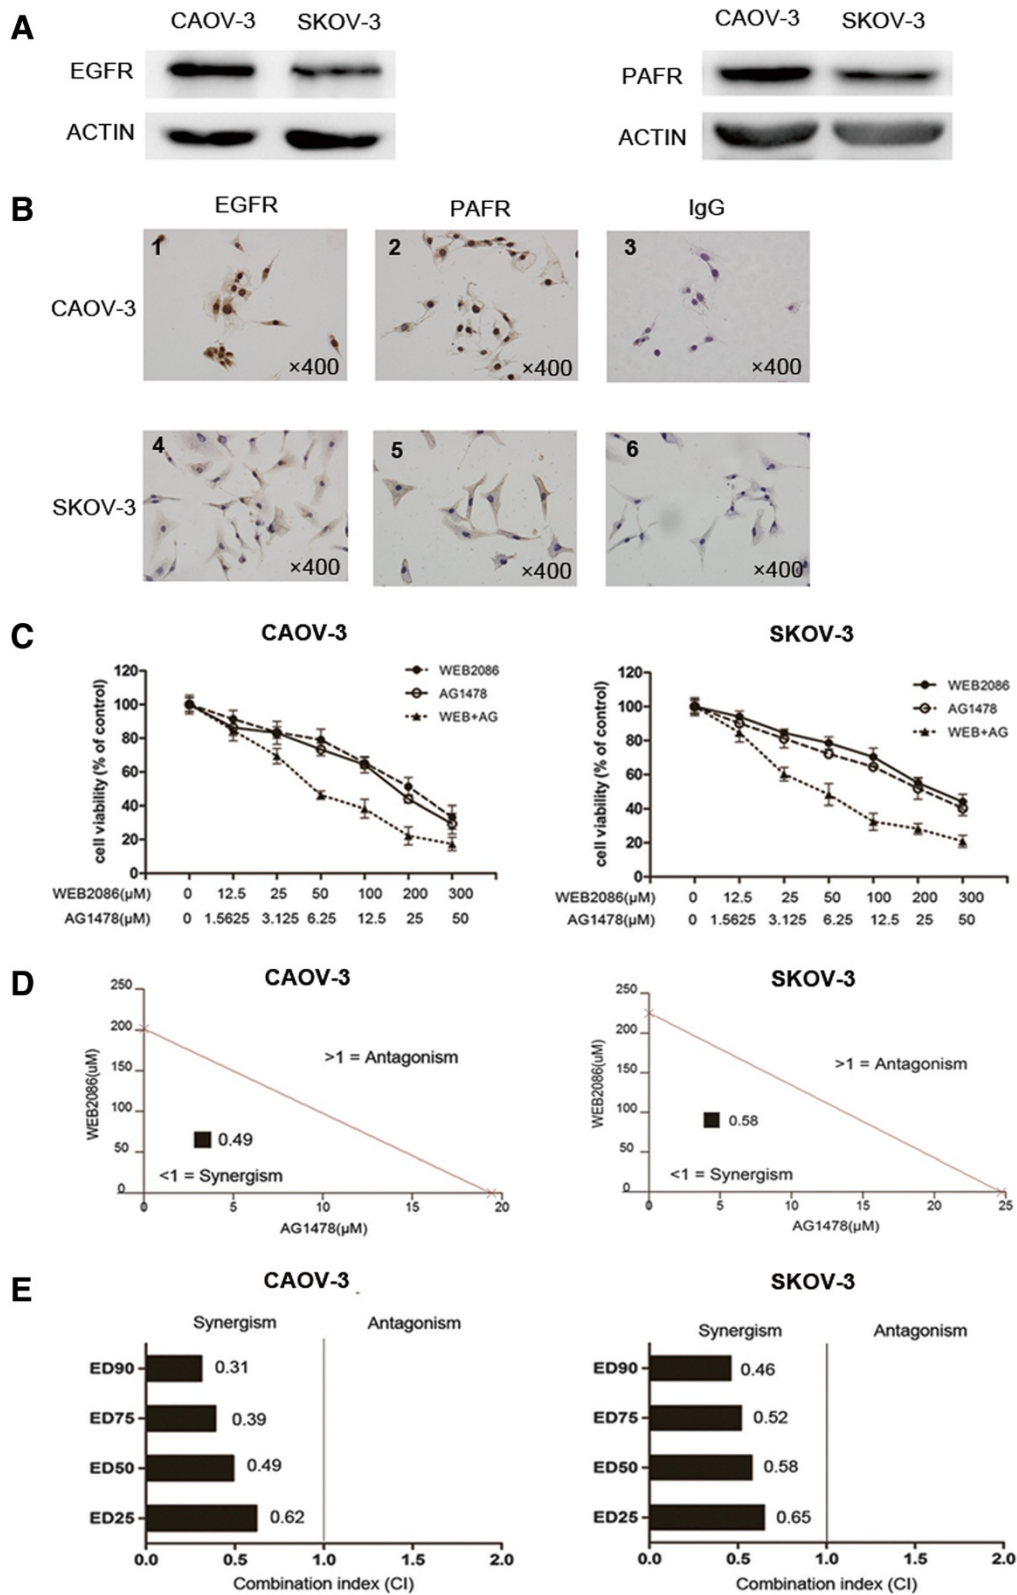 A
CAOV-3 SKOV-3
CAOV-3 SKOV-3
EGFR
PAFR
ACTIN
ACTIN
B
EGFR PAFR IgG
CAOV-3
1 ×400
2 ×400
3 ×400
SKOV-3
4 ×400
5 ×400
6 ×400
C
CAOV-3
cell viability (% of control)
120
100
80
60
40
20
0
WEB2086
AG1478
WEB+AG
WEB2086(μM) 0 12.5 25 50 100 200 300
AG1478(μM) 0 1.5625 3.125 6.25 12.5 25 50
SKOV-3
cell viability (% of control)
120
100
80
60
40
20
0
WEB2086
AG1478
WEB+AG
WEB2086(μM) 0 12.5 25 50 100 200 300
AG1478(μM) 0 1.5625 3.125 6.25 12.5 25 50
D
CAOV-3
WEB2086(uM)
250
200
150
100
50
0
>1 = Antagonism
0.49
<1 = Synergism
0 5 10 15 20
AG1478(μM)
SKOV-3
WEB2086(uM)
250
200
150
100
50
0
>1 = Antagonism
0.58
<1 = Synergism
0 5 10 15 20 25
AG1478(μM)
E
CAOV-3
Synergism Antagonism
ED90 0.31
ED75 0.39
ED50 0.49
ED25 0.62
0.0 0.5 1.0 1.5 2.0
Combination index (CI)
SKOV-3
Synergism Antagonism
ED90 0.46
ED75 0.52
ED50 0.58
ED25 0.65
0.0 0.5 1.0 1.5 2.0
Combination index (CI)